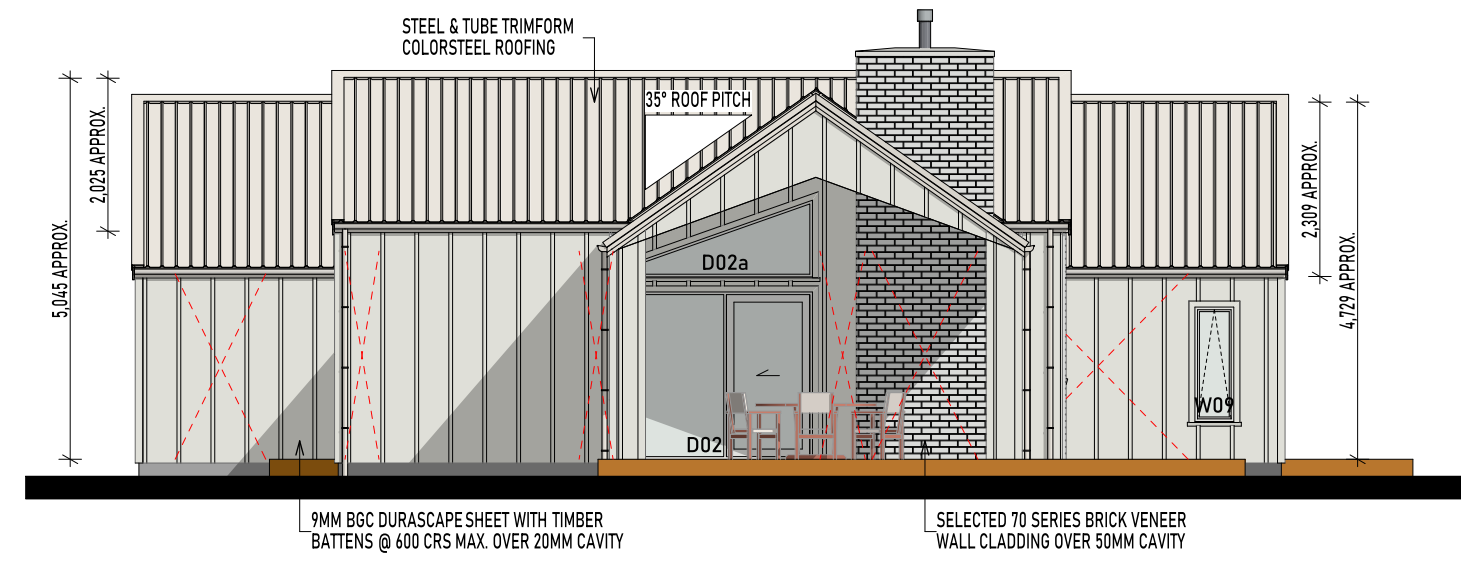 STEEL & TUBE TRIMFORM
COLORSTEEL ROOFING
35° ROOF PITCH
2,025 APPROX.
5,045 APPROX.
2,309 APPROX.
4,729 APPROX.
D02a
D02
W09
9MM BGC DURASCAPE SHEET WITH TIMBER
BATTENS @ 600 CRS MAX. OVER 20MM CAVITY
SELECTED 70 SERIES BRICK VENEER
WALL CLADDING OVER 50MM CAVITY